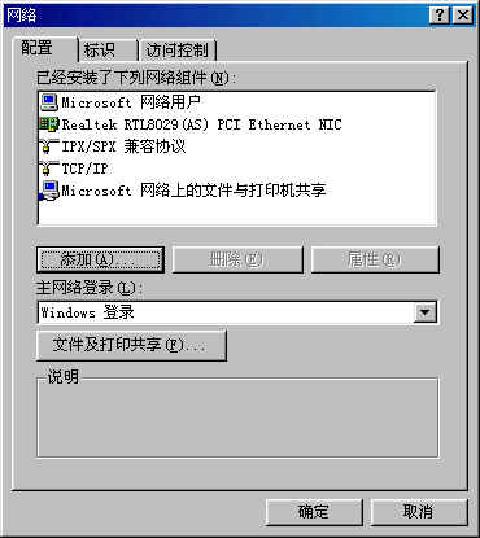 网络
配置 标识 访问控制
已经安装了下列网络组件(N):
Microsoft 网络用户
Realtek RTL8029(AS) PCI Ethernet NIC
IPX/SPX 兼容协议
TCP/IP
Microsoft 网络上的文件与打印机共享
添加(A)... 删除(E) 属性(R)
主网络登录(L):
Windows 登录
文件及打印共享(F)...
说明
确定 取消